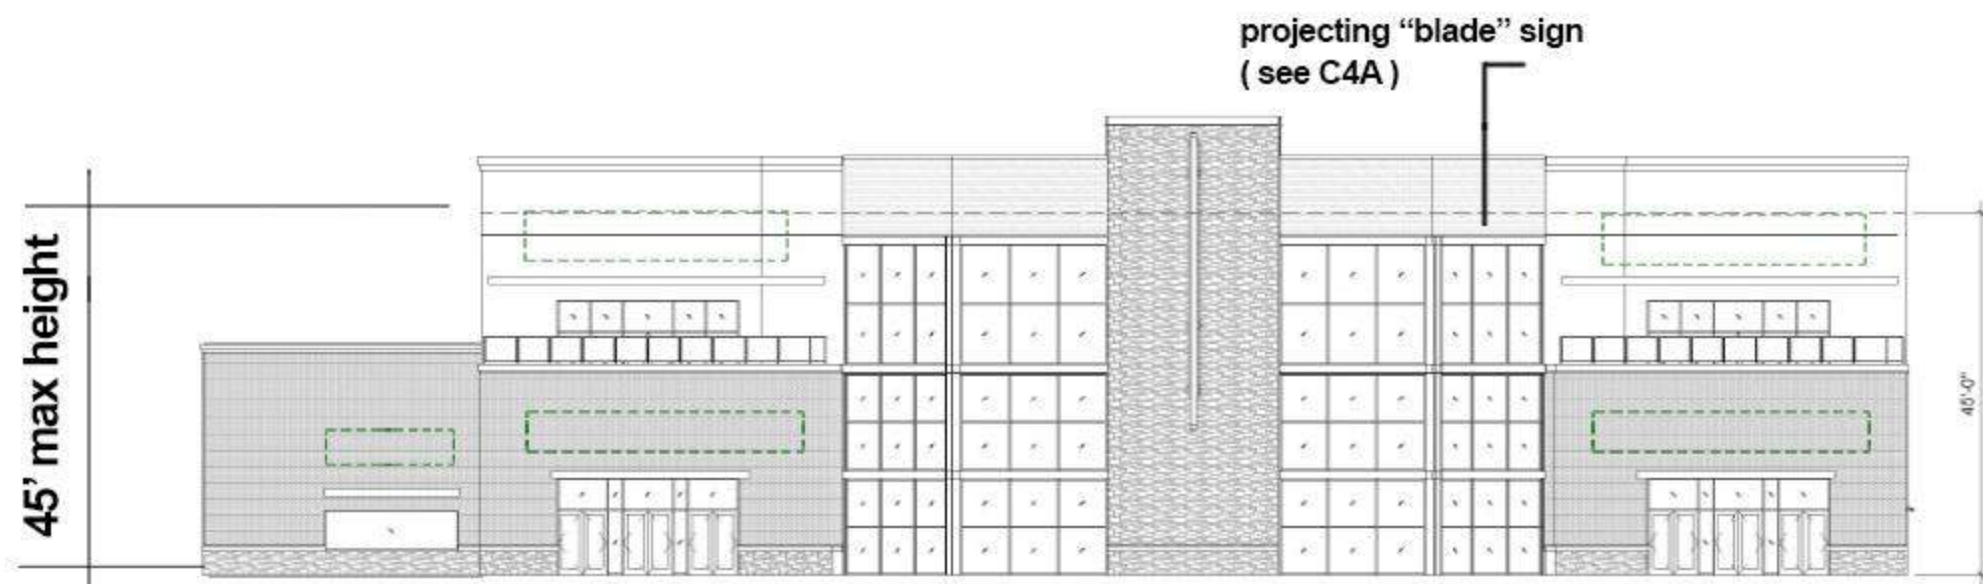 projecting “blade” sign
( see C4A )
45’ max height
45'-0"